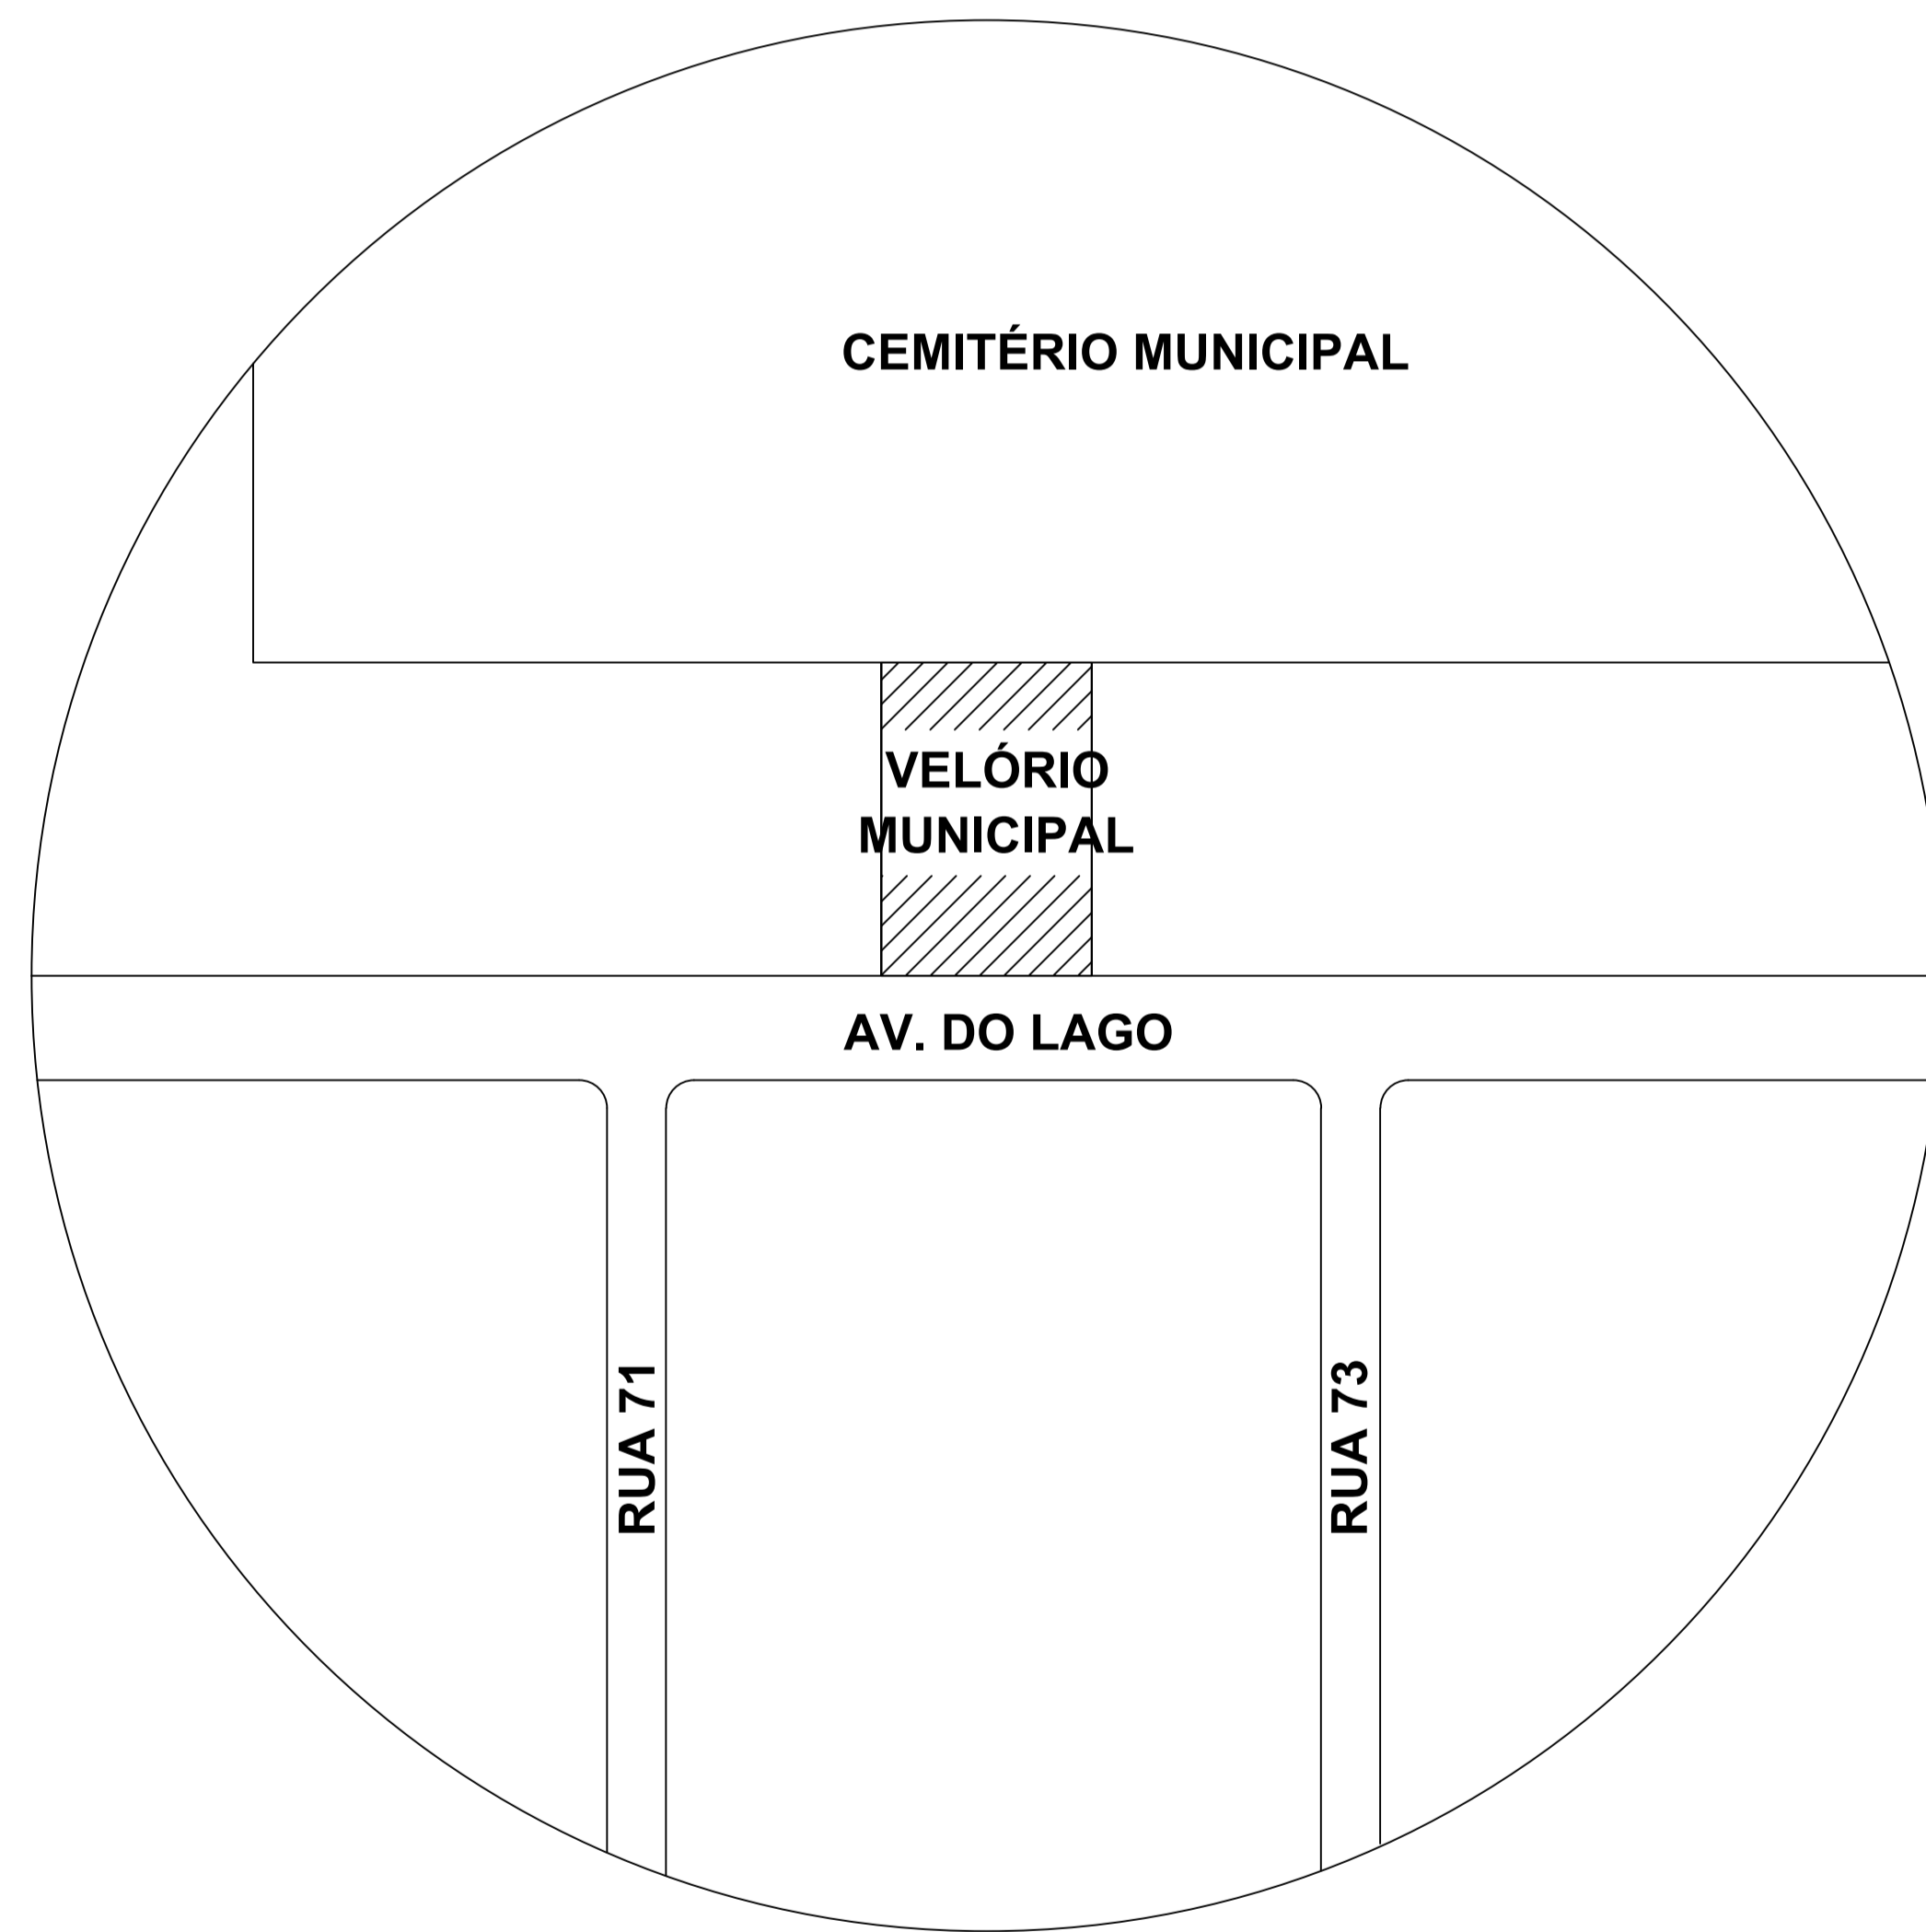 CEMITÉRIO MUNICIPAL
VELÓRIO
MUNICIPAL
AV. DO LAGO
RUA 71
RUA 73